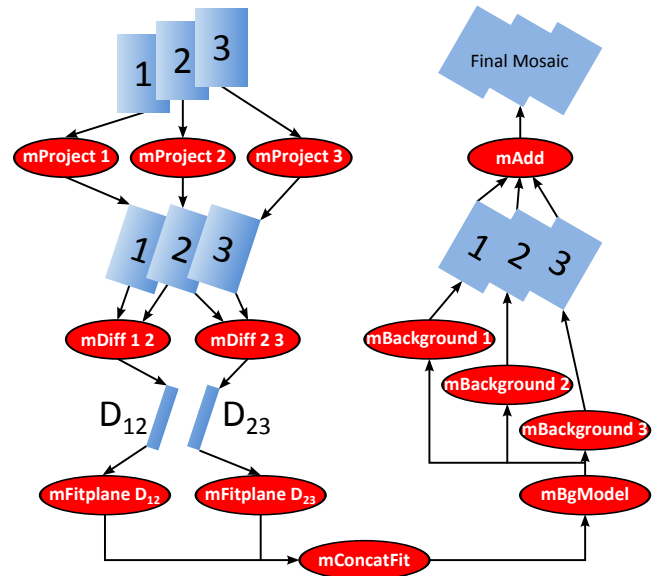 1
2
3
mProject 1
mProject 2
mProject 3
1
2
3
mDiff 1 2
mDiff 2 3
D12
D23
mFitplane D12
mFitplane D23
mConcatFit
mBgModel
mBackground 1
mBackground 2
mBackground 3
1
2
3
mAdd
Final Mosaic